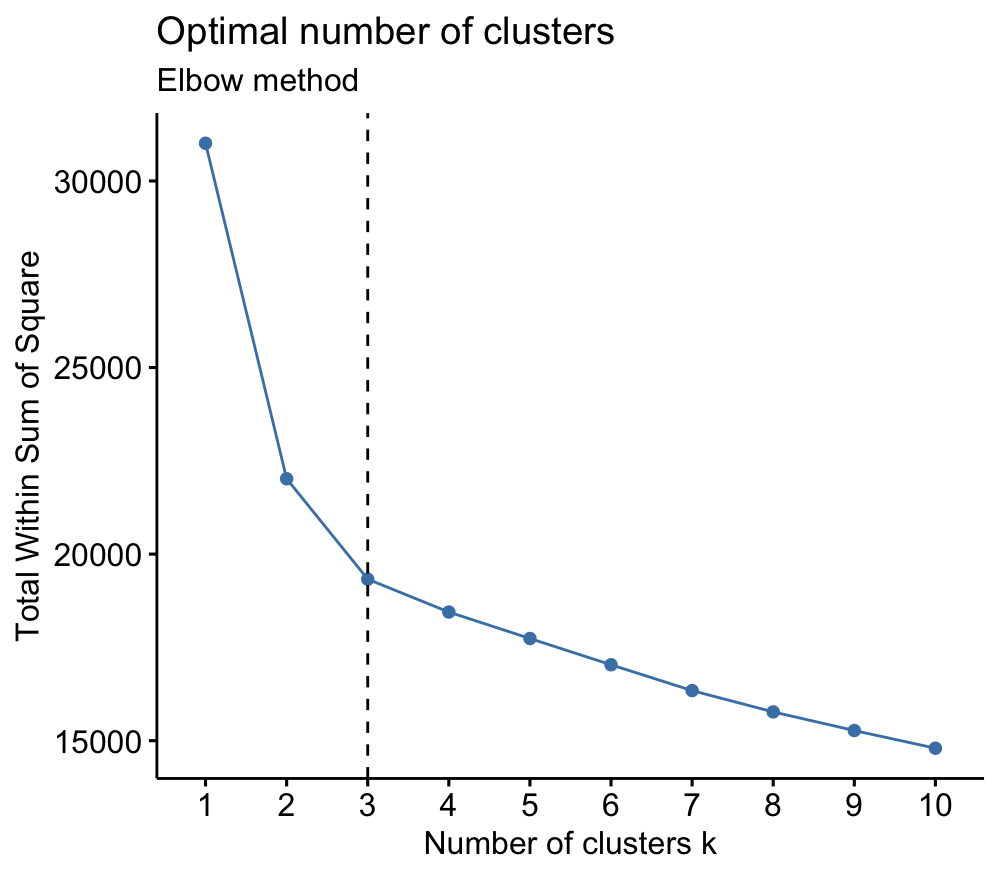 Optimal number of clusters
Elbow method
Total Within Sum of Square
30000
25000
20000
15000
1 2 3 4 5 6 7 8 9 10
Number of clusters k